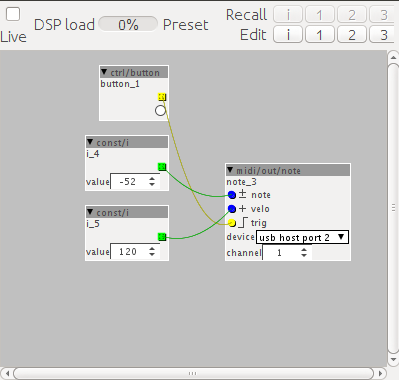 Live
DSP load 0% Preset
Recall i 1 2 3
Edit i 1 2 3
ctrl/button
button_1
const/i
i_4
value -52
const/i
i_5
value 120
midi/out/note
note_3
± note
+ velo
trig
device usb host port 2
channel 1